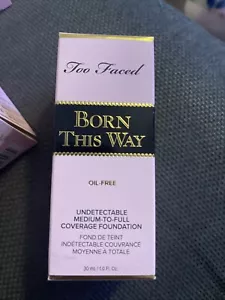 Too Faced
BORN
THIS WAY
OIL-FREE
UNDETECTABLE
MEDIUM-TO-FULL
COVERAGE FOUNDATION
FOND DE TEINT
INDÉTECTABLE COUVRANCE
MOYENNE À TOTALE
30 ml / 1.0 Fl. Oz.